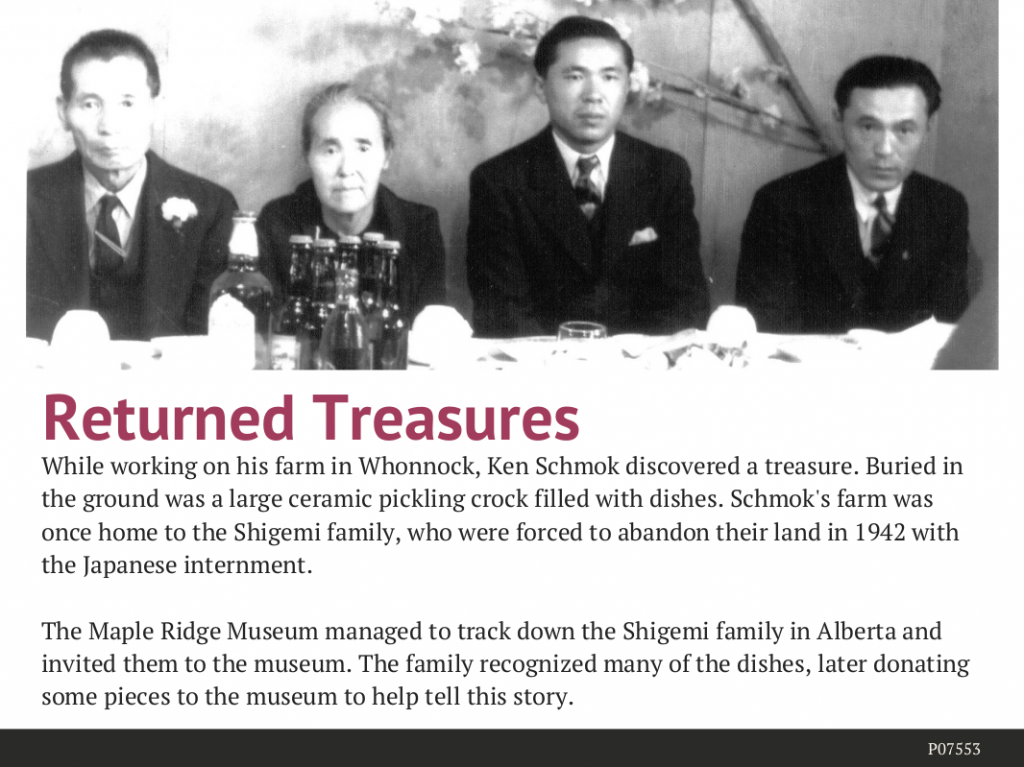 Returned Treasures
While working on his farm in Whonnock, Ken Schmok discovered a treasure. Buried in
the ground was a large ceramic pickling crock filled with dishes. Schmok's farm was
once home to the Shigemi family, who were forced to abandon their land in 1942 with
the Japanese internment.
The Maple Ridge Museum managed to track down the Shigemi family in Alberta and
invited them to the museum. The family recognized many of the dishes, later donating
some pieces to the museum to help tell this story.
P07553